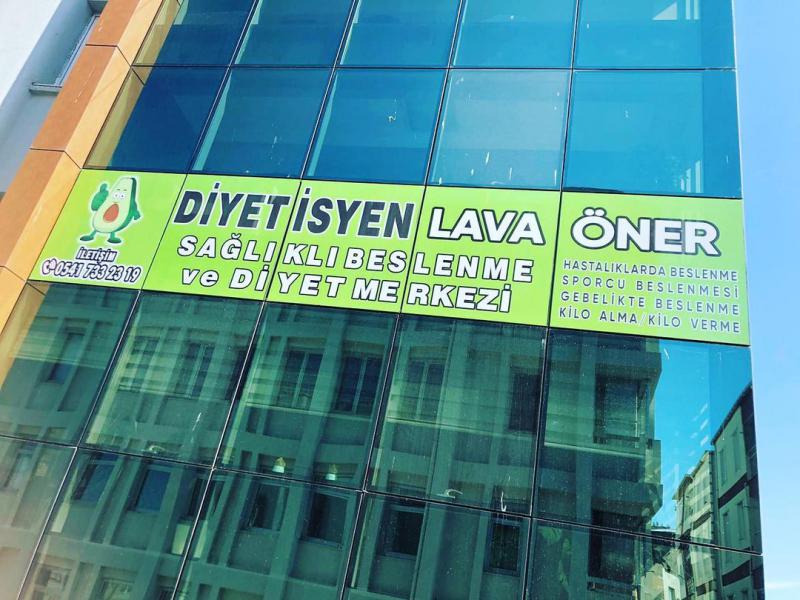 DİYETİSYEN LAVA ÖNER
SAĞLIKLI BESLENME
ve DİYET MERKEZİ
İLETİŞİM
0541 733 23 19
HASTALIKLARDA BESLENME
SPORCU BESLENMESİ
GEBELİKTE BESLENME
KİLO ALMA/KİLO VERME